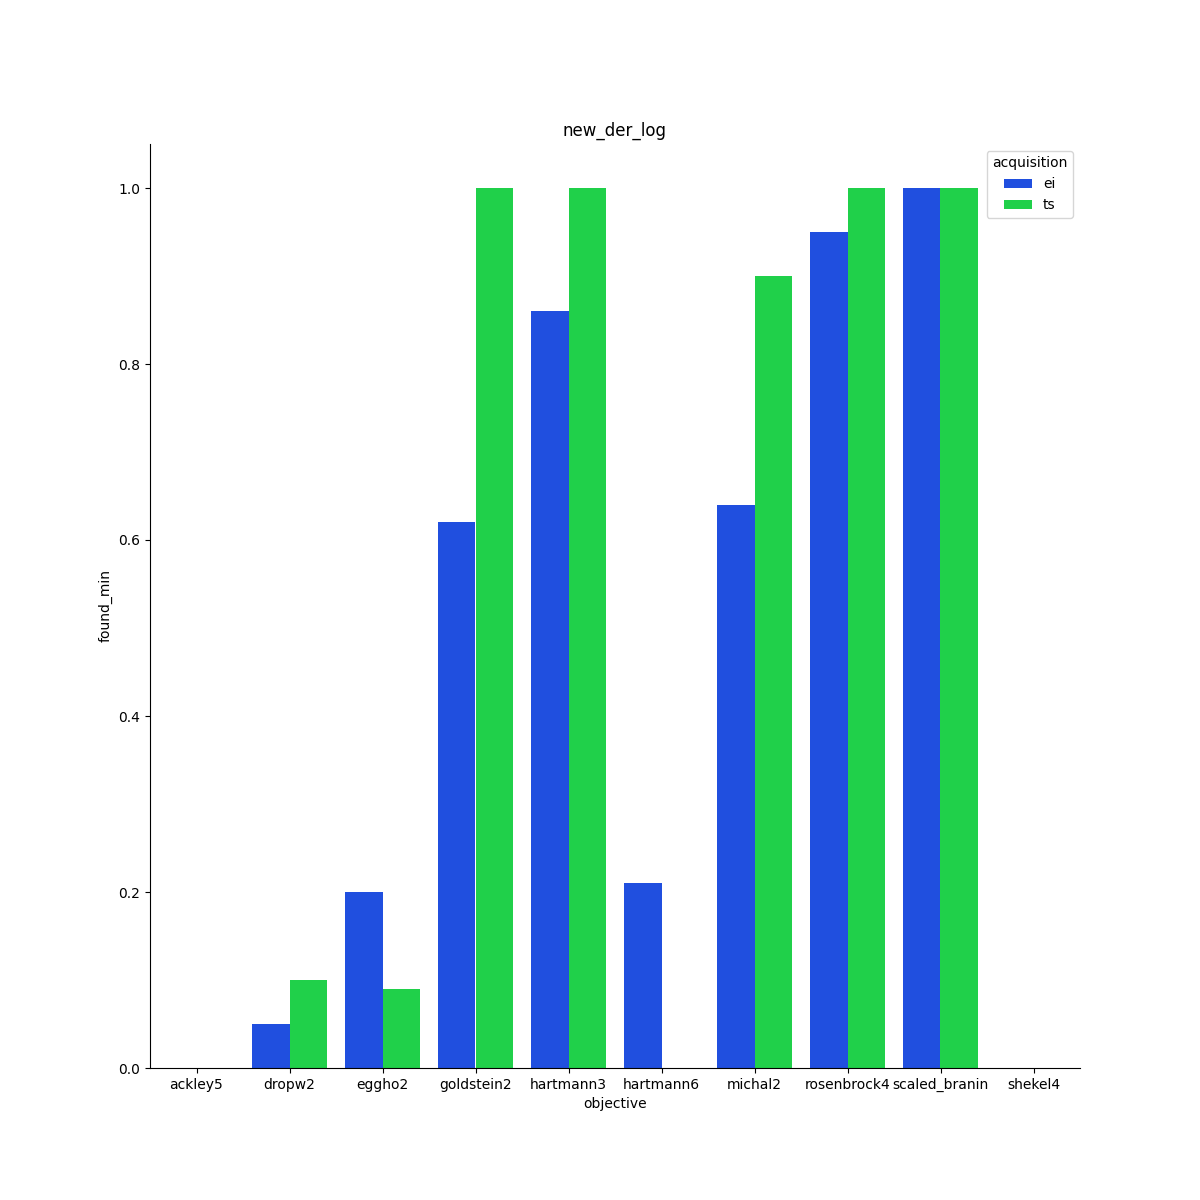 new_der_log
acquisition
ei
ts
1.0
0.8
0.6
0.4
0.2
0.0
found_min
ackley5 dropw2 eggho2 goldstein2 hartmann3 hartmann6 michal2 rosenbrock4 scaled_branin shekel4
objective